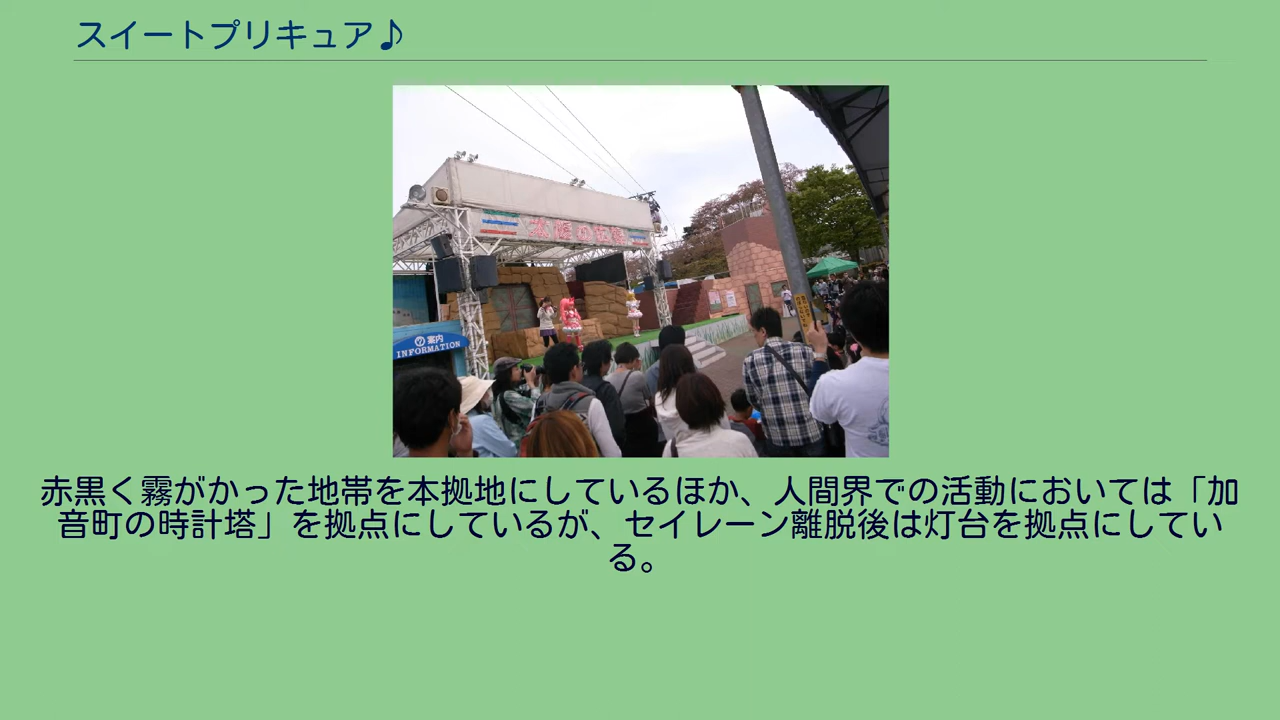 スイートプリキュア♪
案内
INFORMATION
赤黒く霧がかった地帯を本拠地にしているほか、人間界での活動においては「加
音町の時計塔」を拠点にしているが、セイレーン離脱後は灯台を拠点にしてい
る。